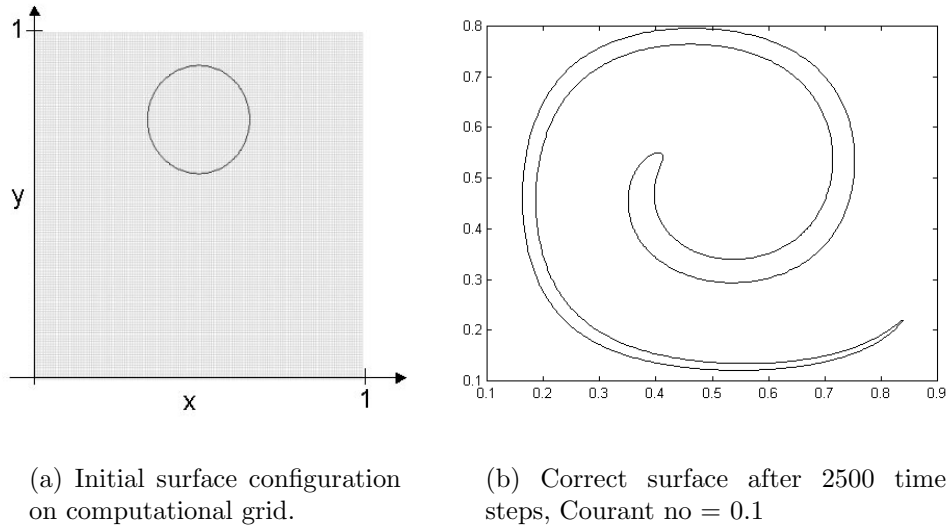 1
y
x
1
0.8
0.7
0.6
0.5
0.4
0.3
0.2
0.1
0.1 0.2 0.3 0.4 0.5 0.6 0.7 0.8 0.9
(a) Initial surface configuration
on computational grid.
(b) Correct surface after 2500 time
steps, Courant no = 0.1